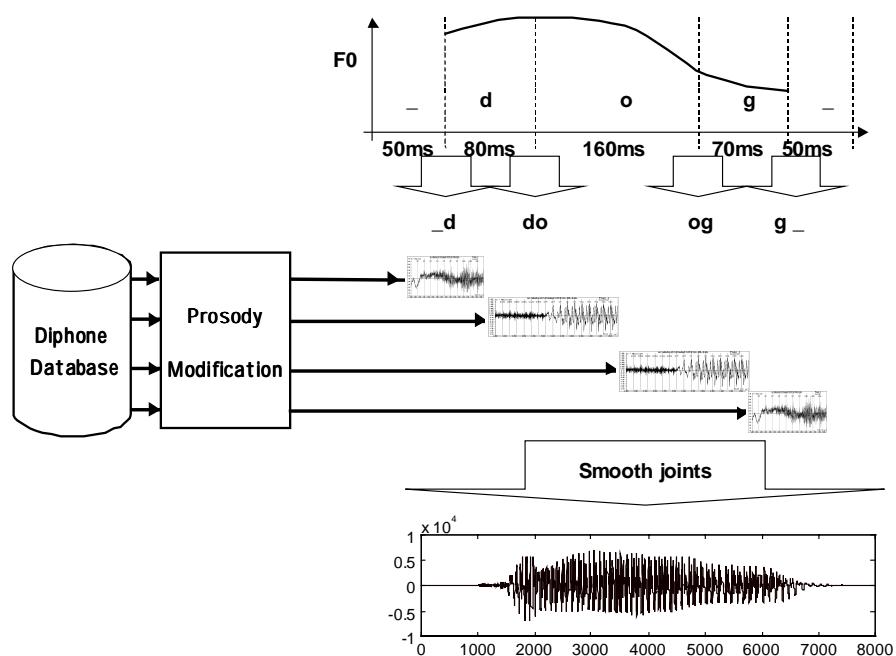 F0
_ d o g _
50ms 80ms 160ms 70ms 50ms
_d do og g _
Diphone
Database
Prosody
Modification
Smooth joints
x 10^4
1
0.5
0
-0.5
-1
0 1000 2000 3000 4000 5000 6000 7000 8000